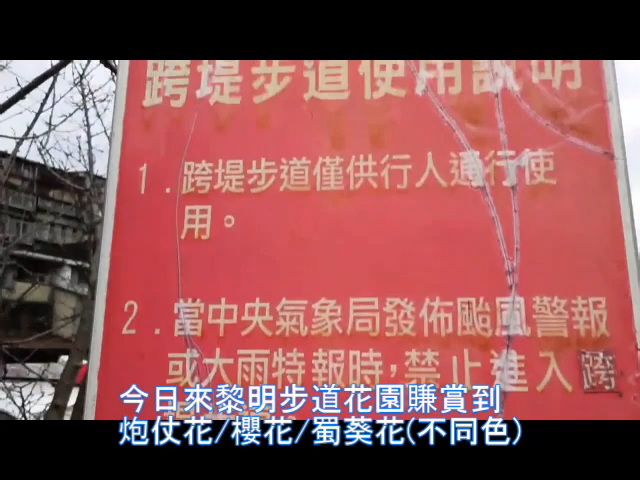 跨堤步道使用說明
1.跨堤步道僅供行人通行使
用。
2.當中央氣象局發佈颱風警報
或大雨特報時,禁止進入跨
今日來黎明步道花園賺賞到
炮仗花/櫻花/蜀葵花(不同色)